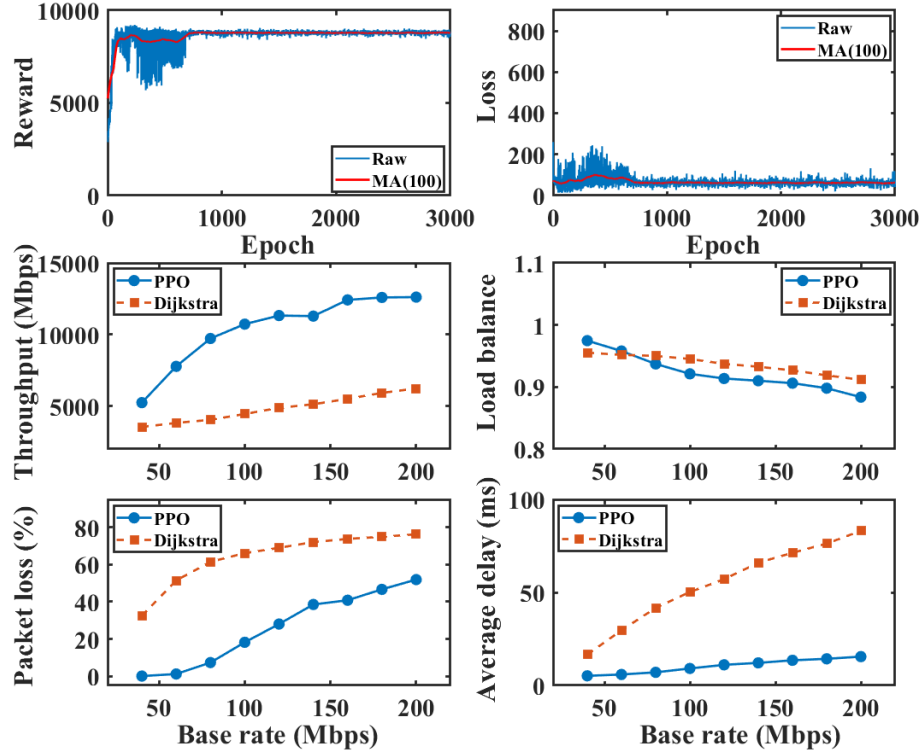 Reward
10000
5000
0
0
1000
2000
3000
Epoch
Raw
MA(100)
Loss
800
600
400
200
0
0
1000
2000
3000
Epoch
Raw
MA(100)
Throughput (Mbps)
15000
10000
5000
50
100
150
200
PPO
Dijkstra
Load balance
1.1
1
0.9
0.8
50
100
150
200
PPO
Dijkstra
Packet loss (%)
80
60
40
20
0
50
100
150
200
Base rate (Mbps)
PPO
Dijkstra
Average delay (ms)
100
50
0
50
100
150
200
Base rate (Mbps)
PPO
Dijkstra